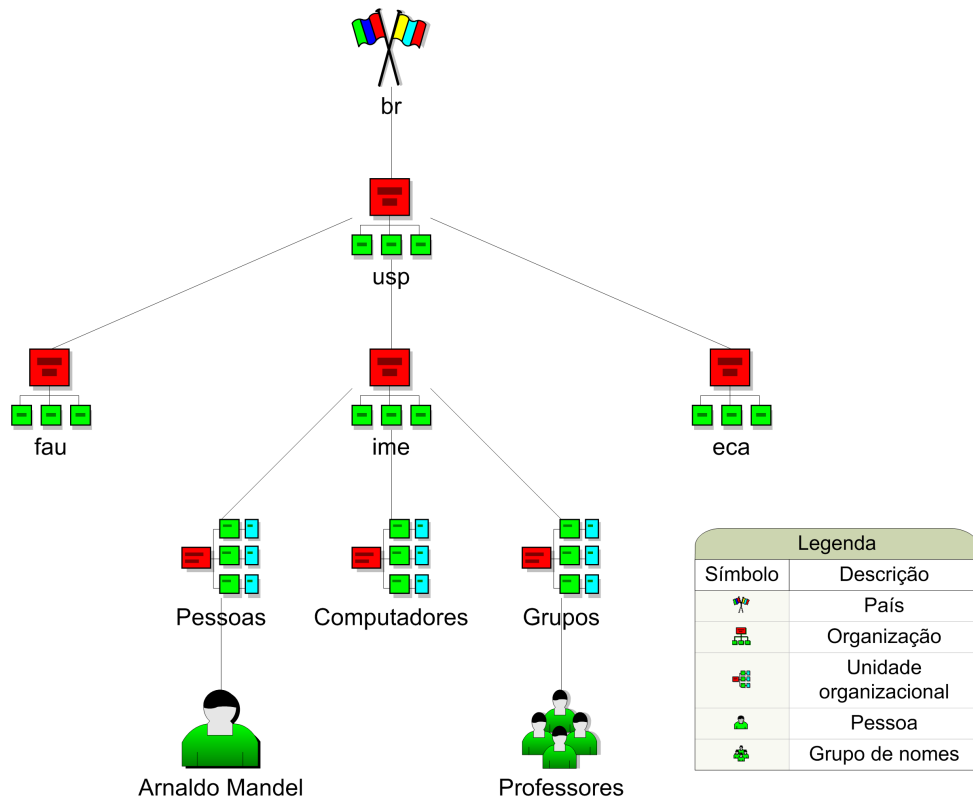 br
usp
fau
ime
eca
Pessoas
Computadores
Grupos
Arnaldo Mandel
Professores
Legenda
Símbolo Descrição
País
Organização
Unidade
organizacional
Pessoa
Grupo de nomes